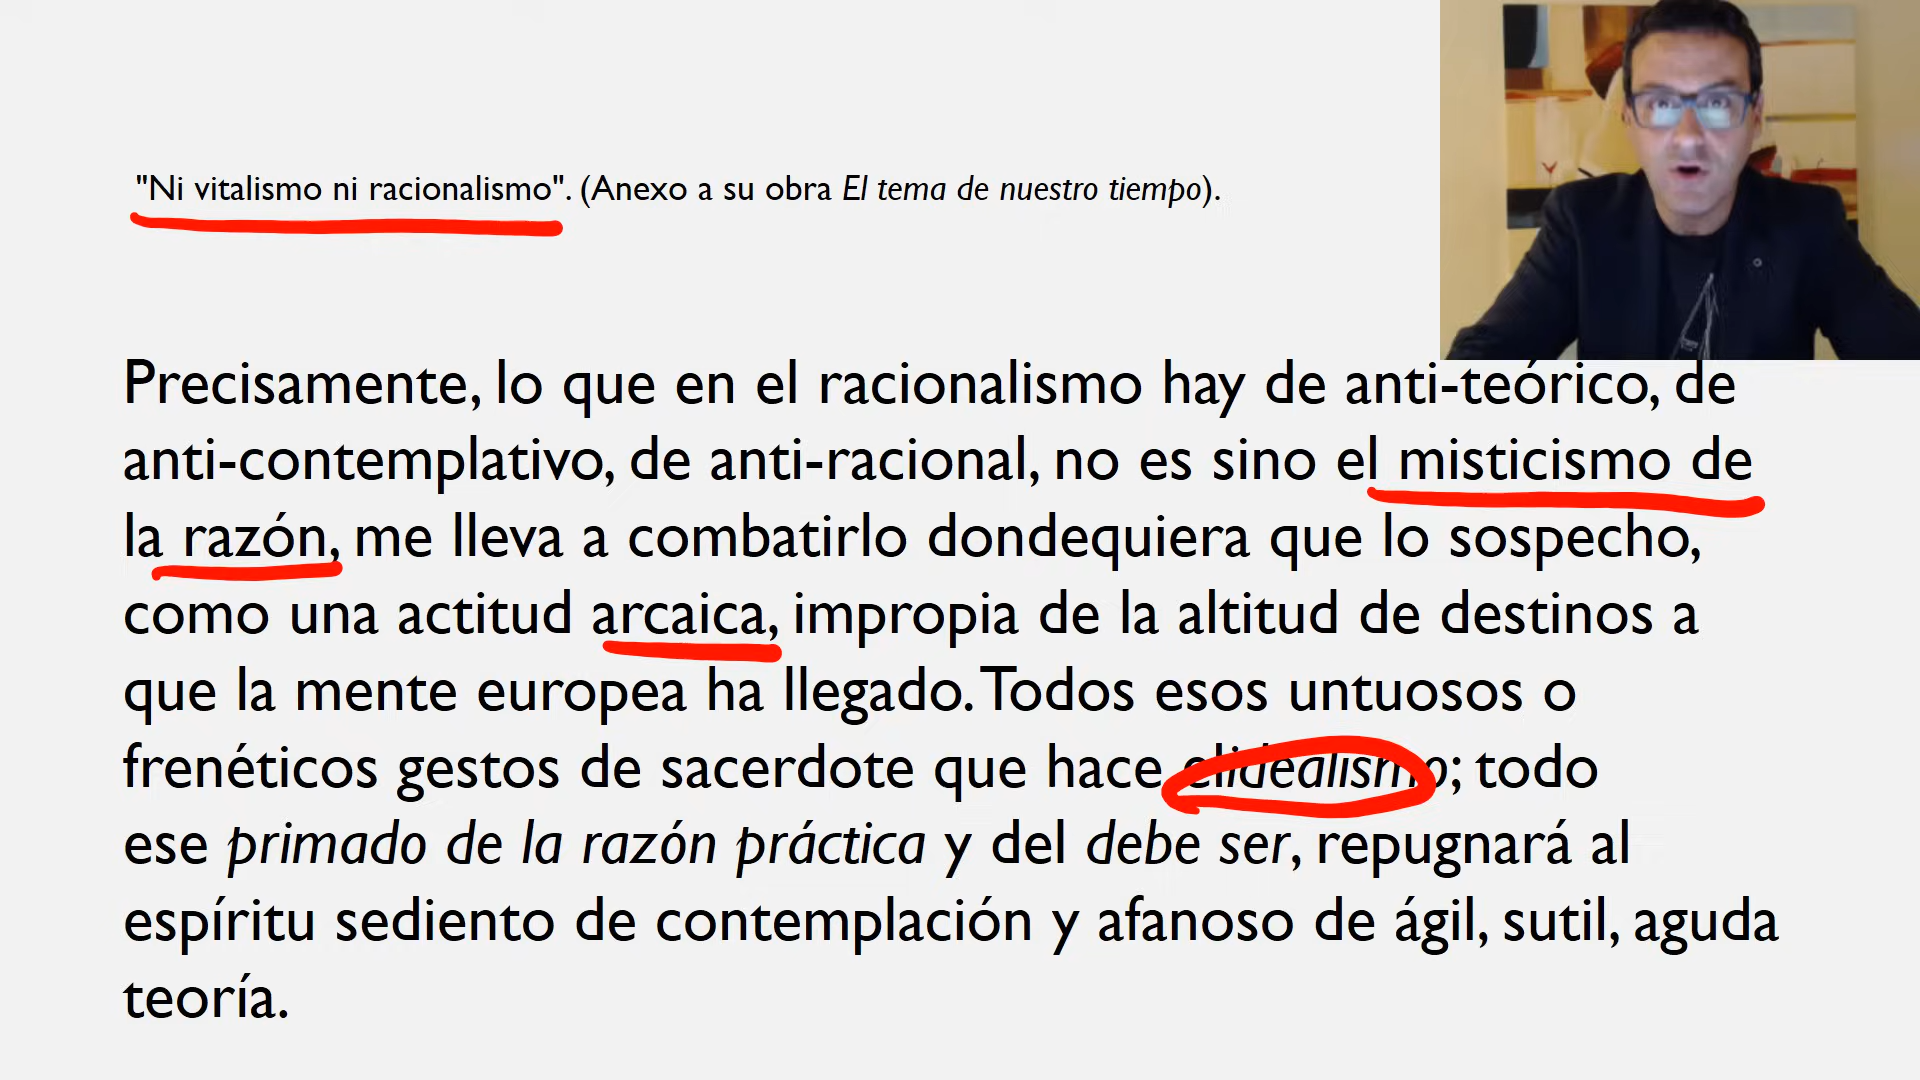 "Ni vitalismo ni racionalismo". (Anexo a su obra El tema de nuestro tiempo).
Precisamente, lo que en el racionalismo hay de anti-teórico, de
anti-contemplativo, de anti-racional, no es sino el misticismo de
la razón, me lleva a combatirlo dondequiera que lo sospecho,
como una actitud arcaica, impropia de la altitud de destinos a
que la mente europea ha llegado. Todos esos untuosos o
frenéticos gestos de sacerdote que hace elidealismo; todo
ese primado de la razón práctica y del debe ser, repugnará al
espíritu sediento de contemplación y afanoso de ágil, sutil, aguda
teoría.